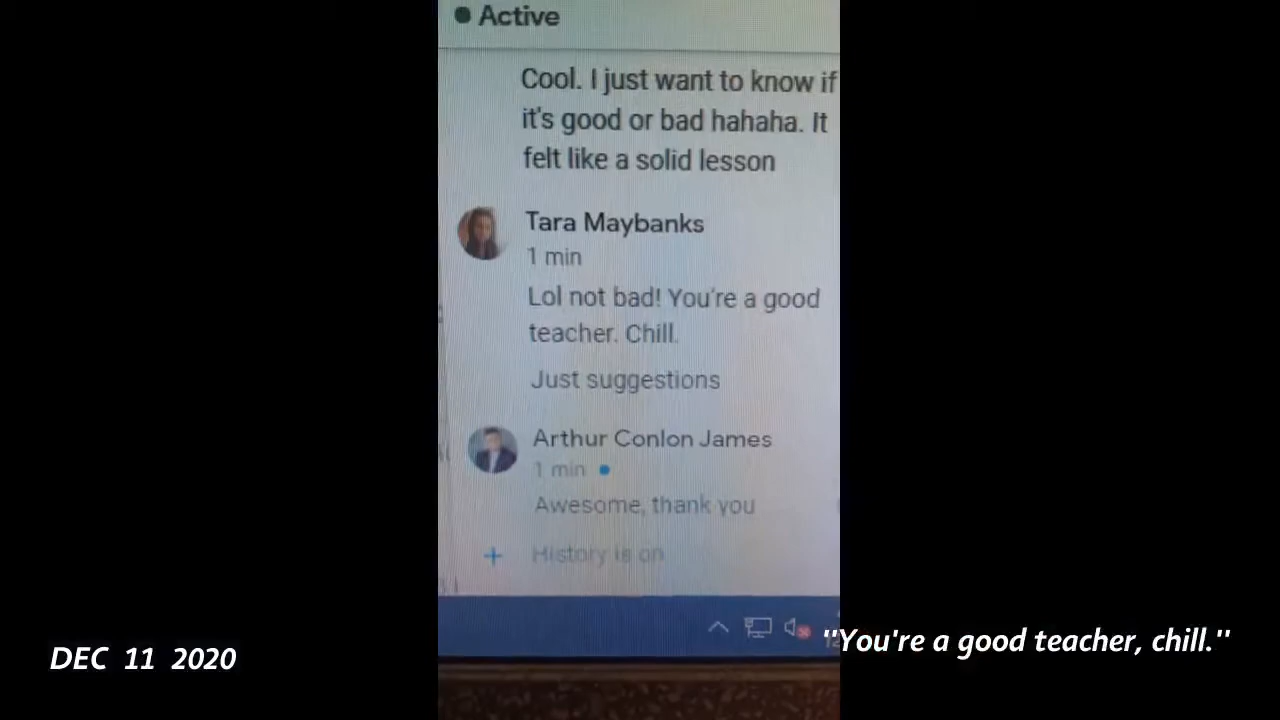 Active
Cool. I just want to know if
it's good or bad hahaha. It
felt like a solid lesson
Tara Maybanks
1 min
Lol not bad! You're a good
teacher. Chill.
Just suggestions
Arthur Conlon James
1 min
Awesome, thank you
History is on
DEC 11 2020
"You're a good teacher, chill."